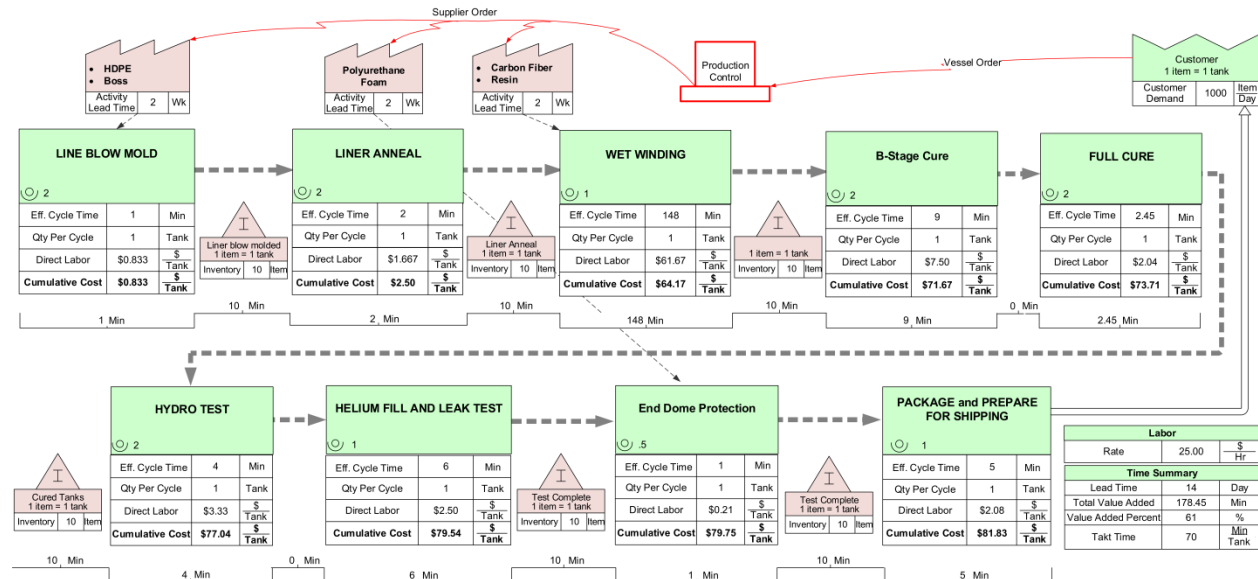 Supplier Order
HDPE
Boss
Activity Lead Time 2 Wk
Polyurethane Foam
Activity Lead Time 2 Wk
Carbon Fiber
Resin
Activity Lead Time 2 Wk
Production Control
Vessel Order
Customer
1 item = 1 tank
Customer Demand 1000 Item Day
LINE BLOW MOLD
2
Eff. Cycle Time 1 Min
Qty Per Cycle 1 Tank
Direct Labor $0.833 $ Tank
Cumulative Cost $0.833 $ Tank
I
Liner blow molded
1 item = 1 tank
Inventory 10 Item
LINER ANNEAL
2
Eff. Cycle Time 2 Min
Qty Per Cycle 1 Tank
Direct Labor $1.667 $ Tank
Cumulative Cost $2.50 $ Tank
I
Liner Anneal
1 item = 1 tank
Inventory 10 Item
WET WINDING
1
Eff. Cycle Time 148 Min
Qty Per Cycle 1 Tank
Direct Labor $61.67 $ Tank
Cumulative Cost $64.17 $ Tank
I
1 item = 1 tank
Inventory 10 Item
B-Stage Cure
2
Eff. Cycle Time 9 Min
Qty Per Cycle 1 Tank
Direct Labor $7.50 $ Tank
Cumulative Cost $71.67 $ Tank
FULL CURE
2
Eff. Cycle Time 2.45 Min
Qty Per Cycle 1 Tank
Direct Labor $2.04 $ Tank
Cumulative Cost $73.71 $ Tank
1 Min
10 Min
2 Min
10 Min
148 Min
10 Min
9 Min
0 Min
2.45 Min
I
Cured Tanks
1 item = 1 tank
Inventory 10 Item
HYDRO TEST
2
Eff. Cycle Time 4 Min
Qty Per Cycle 1 Tank
Direct Labor $3.33 $ Tank
Cumulative Cost $77.04 $ Tank
HELIUM FILL AND LEAK TEST
1
Eff. Cycle Time 6 Min
Qty Per Cycle 1 Tank
Direct Labor $2.50 $ Tank
Cumulative Cost $79.54 $ Tank
I
Test Complete
1 item = 1 tank
Inventory 10 Item
End Dome Protection
.5
Eff. Cycle Time 1 Min
Qty Per Cycle 1 Tank
Direct Labor $0.21 $ Tank
Cumulative Cost $79.75 $ Tank
I
Test Complete
1 item = 1 tank
Inventory 10 Item
PACKAGE and PREPARE FOR SHIPPING
1
Eff. Cycle Time 5 Min
Qty Per Cycle 1 Tank
Direct Labor $2.08 $ Tank
Cumulative Cost $81.83 $ Tank
Labor
Rate 25.00 $ Hr
Time Summary
Lead Time 14 Day
Total Value Added 178.45 Min
Value Added Percent 61 %
Takt Time 70 Min Tank
10 Min
4 Min
0 Min
6 Min
10 Min
1 Min
10 Min
5 Min